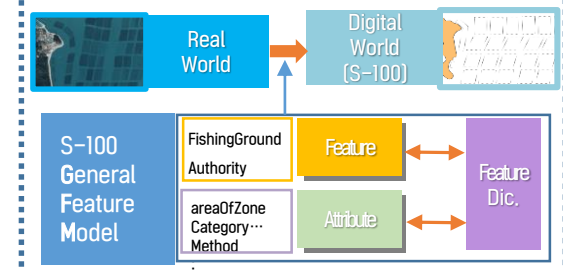 Real
World
Digital
World
(S-100)
S-100
General
Feature
Model
FishingGround
Authority
Feature
areaOfZone
Category…
Method
Attribute
Feature
Dic.